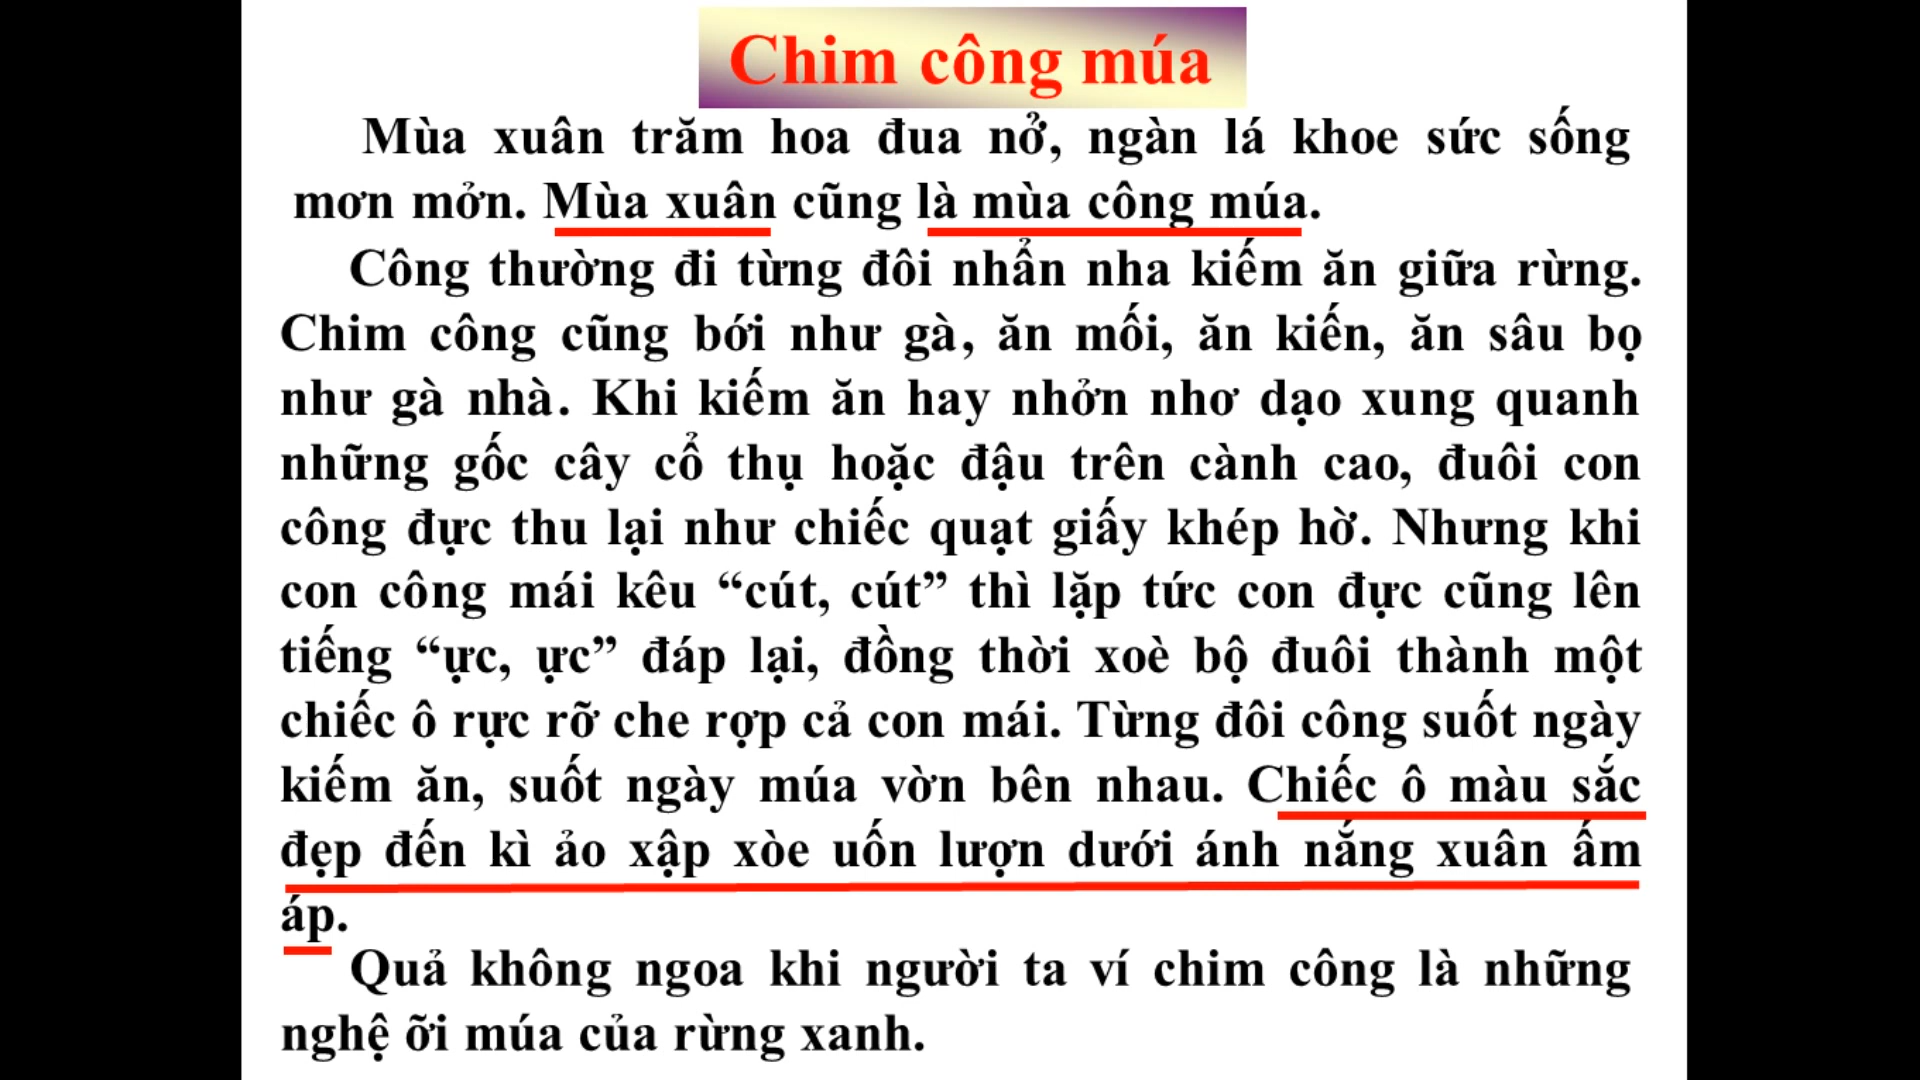 Chim công múa
Mùa xuân trăm hoa đua nở, ngàn lá khoe sức sống
mơn mởn. Mùa xuân cũng là mùa công múa.
Công thường đi từng đôi nhẩn nha kiếm ăn giữa rừng.
Chim công cũng bới như gà, ăn mối, ăn kiến, ăn sâu bọ
như gà nhà. Khi kiếm ăn hay nhởn nhơ dạo xung quanh
những gốc cây cổ thụ hoặc đậu trên cành cao, đuôi con
công đực thu lại như chiếc quạt giấy khép hờ. Nhưng khi
con công mái kêu “cút, cút” thì lặp tức con đực cũng lên
tiếng “ực, ực” đáp lại, đồng thời xoè bộ đuôi thành một
chiếc ô rực rỡ che rợp cả con mái. Từng đôi công suốt ngày
kiếm ăn, suốt ngày múa vờn bên nhau. Chiếc ô màu sắc
đẹp đến kì ảo xập xòe uốn lượn dưới ánh nắng xuân ấm
áp.
Quả không ngoa khi người ta ví chim công là những
nghệ ỡi múa của rừng xanh.